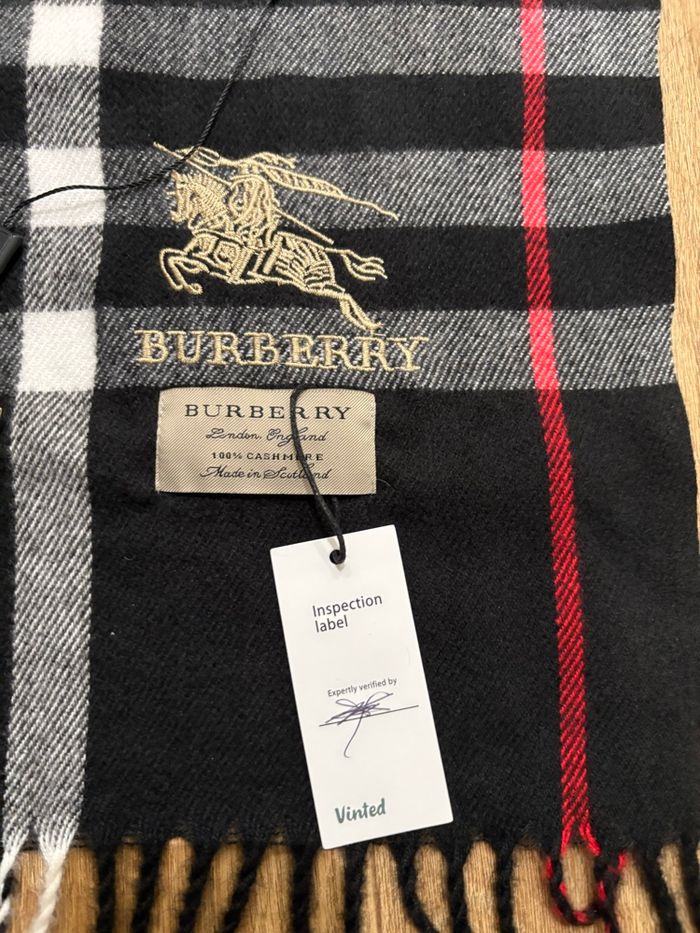 BURBERRY
BURBERRY
London, England
100% CASHMERE
Made in Scotland
Inspection
label
Expertly verified by
Vinted